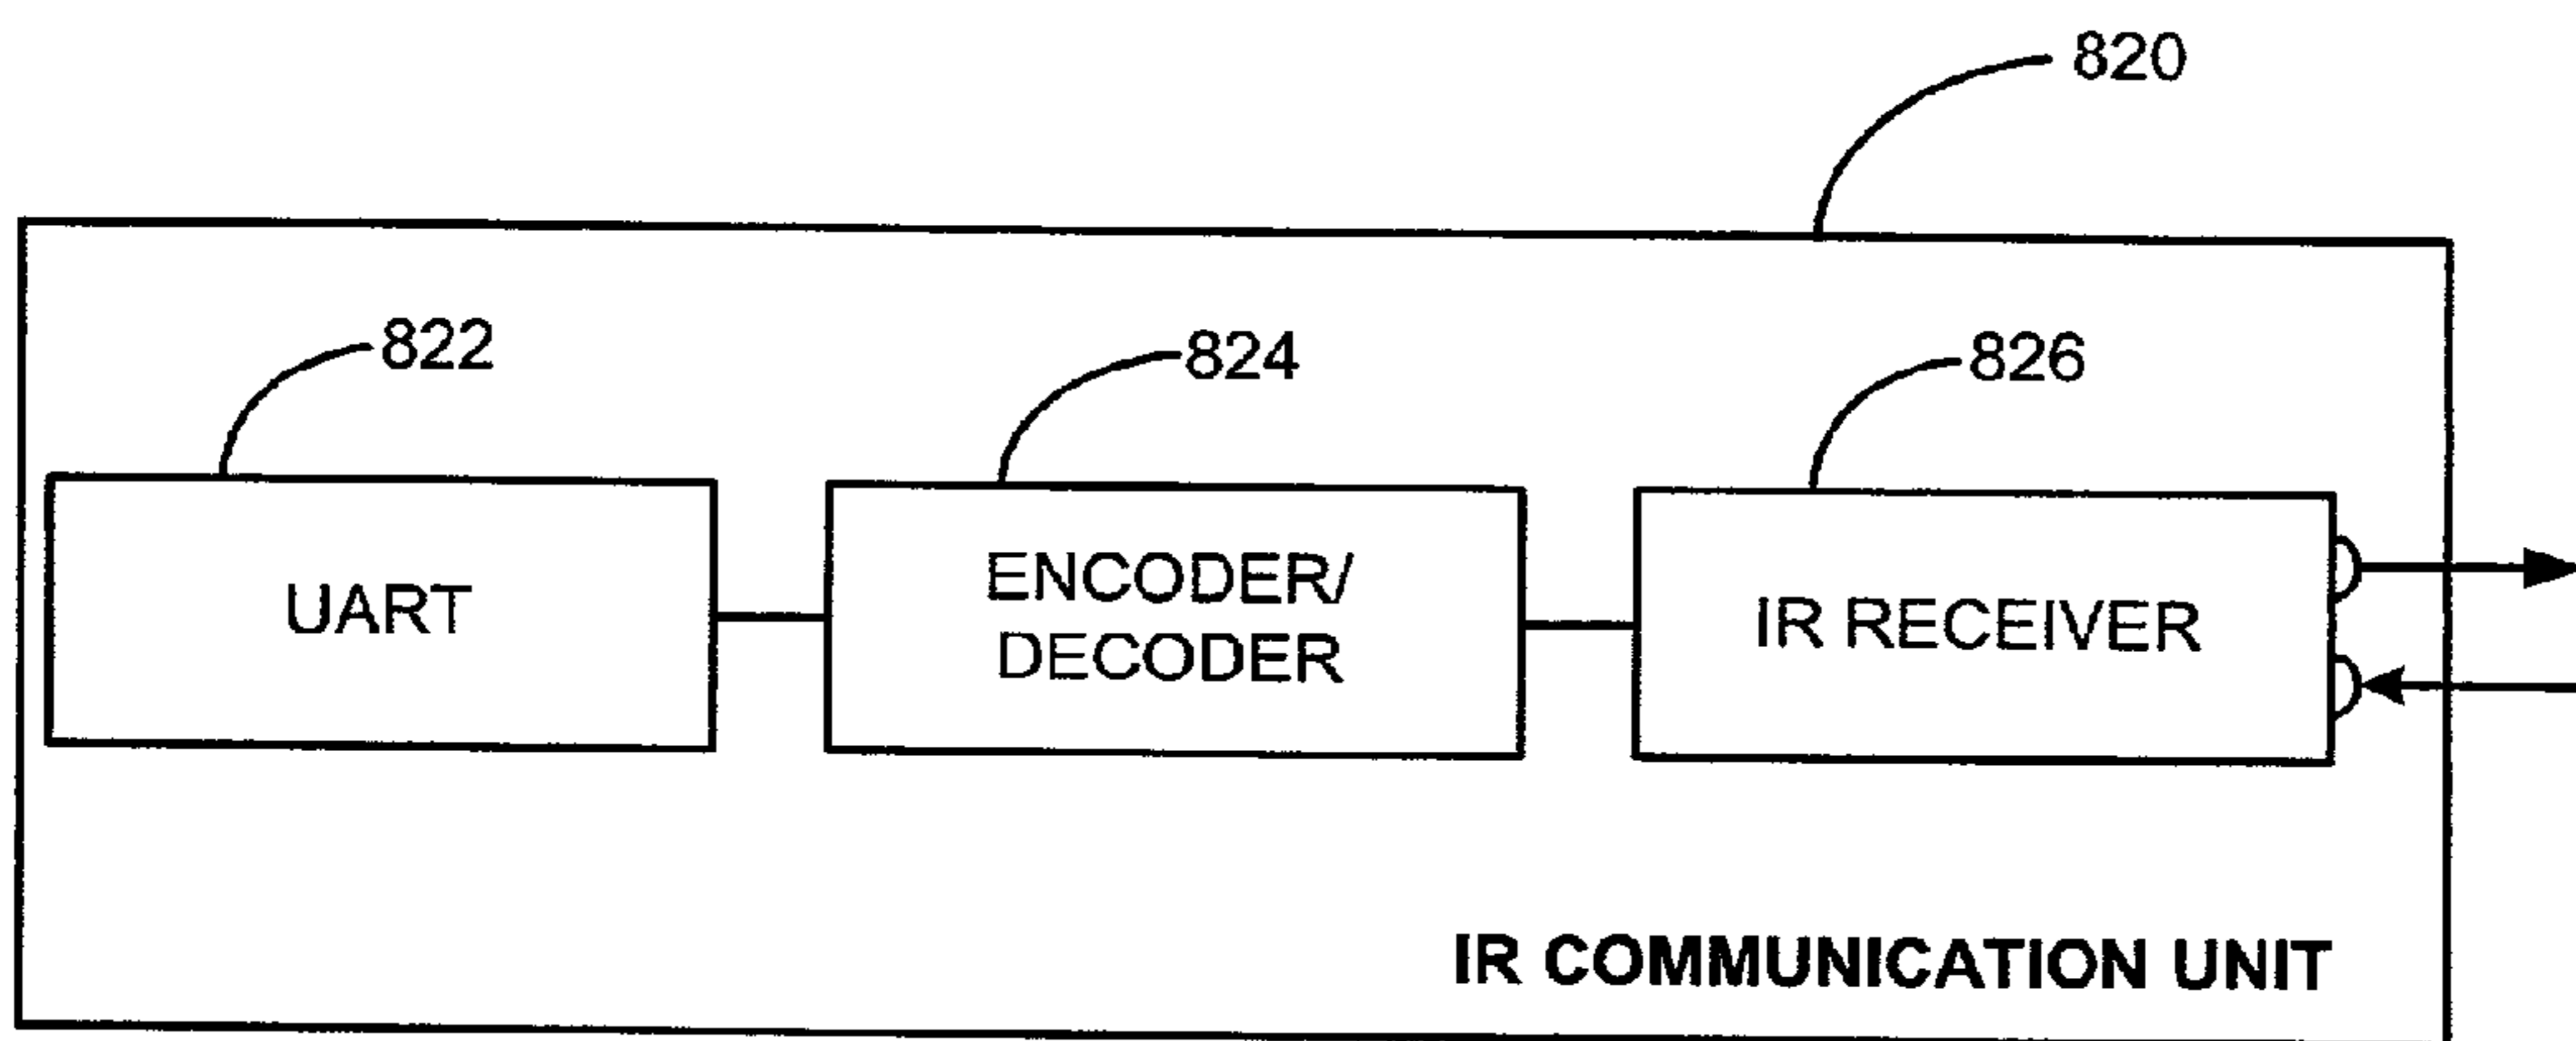 820
822
824
826
UART
ENCODER/
DECODER
IR RECEIVER
IR COMMUNICATION UNIT